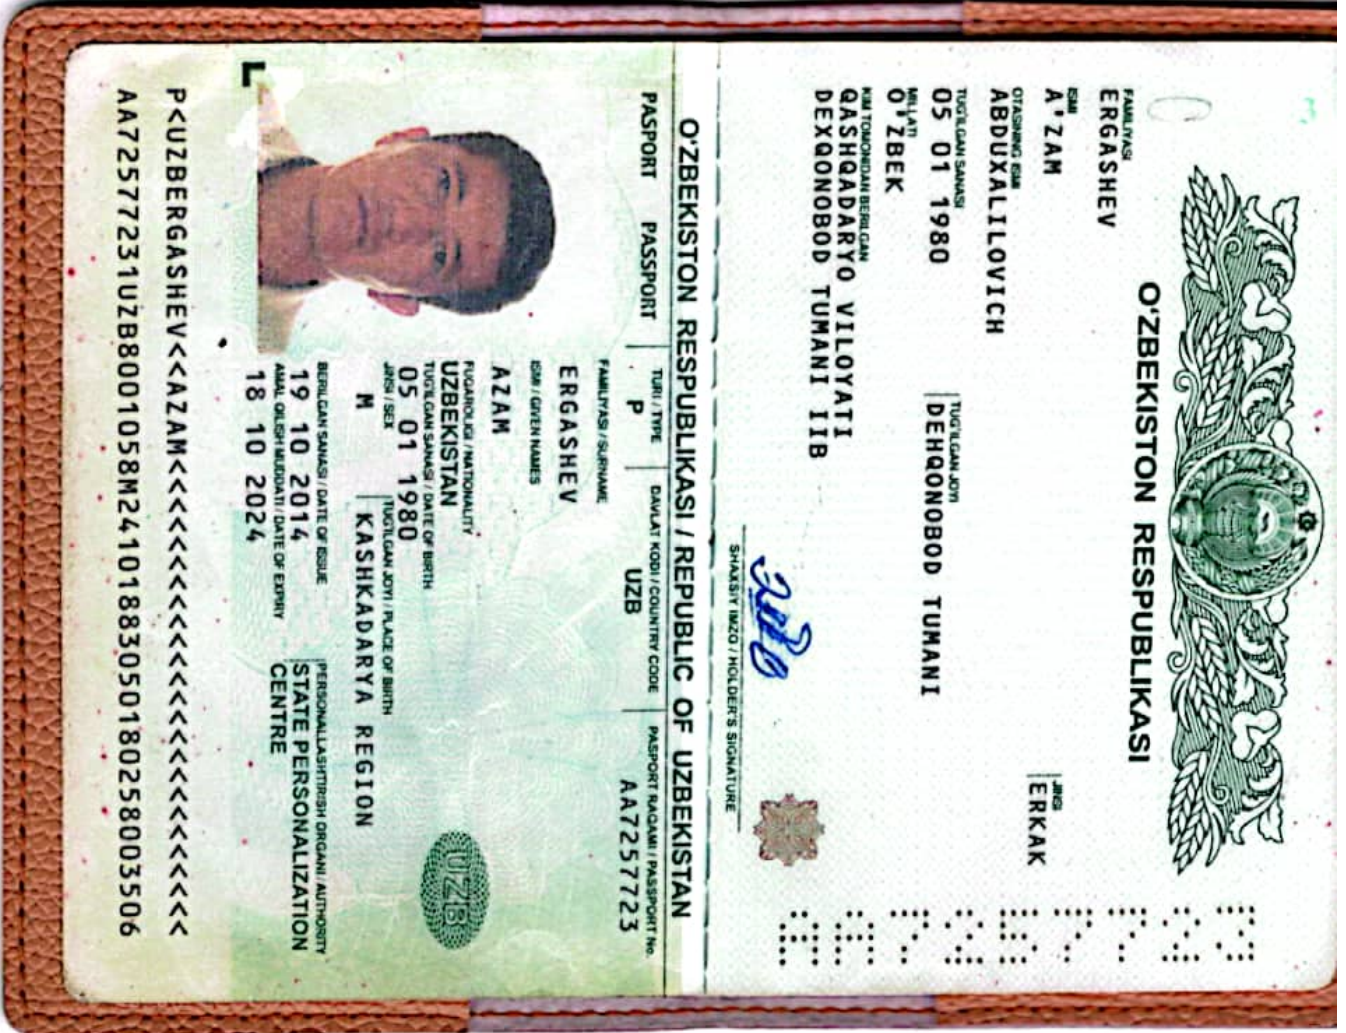 O'ZBEKISTON RESPUBLIKASI
FAMILIYASI
ERGASHEV
ISMI
A'ZAM
JINSI
ERKAK
OTASINING ISMI
ABDUXALILOVICH
TUG'ILGAN SANASI
05 01 1980
TUG'ILGAN JOYI
DEHQONOBOD TUMANI
MILLATI
O'ZBEK
KIM TOMONIDAN BERILGAN
QASHQADARYO VILOYATI
DEXQONOBOD TUMANI IIB
SHAXSIY IMZO / HOLDER'S SIGNATURE
AA7257723
O'ZBEKISTON RESPUBLIKASI / REPUBLIC OF UZBEKISTAN
PASPORT PASSPORT
TURI / TYPE
P
DAVLAT KODI / COUNTRY CODE
UZB
PASPORT RAQAMI / PASSPORT No.
AA7257723
FAMILIYASI / SURNAME
ERGASHEV
ISMI / GIVEN NAMES
AZAM
FUQAROLIGI / NATIONALITY
UZBEKISTAN
TUG'ILGAN SANASI / DATE OF BIRTH
05 01 1980
JINSI / SEX
M
TUG'ILGAN JOYI / PLACE OF BIRTH
KASHKADARYA REGION
UZB
BERILGAN SANASI / DATE OF ISSUE
19 10 2014
PERSONALLASHTIRISH ORGANI / AUTHORITY
STATE PERSONALIZATION
CENTRE
AMAL QILISH MUDDATI / DATE OF EXPIRY
18 10 2024
P<UZBERGASHEV<<AZAM<<<<<<<<<<<<<<<<<<<<<<<<<
AA72577231UZB8001058M24101883050180258003506